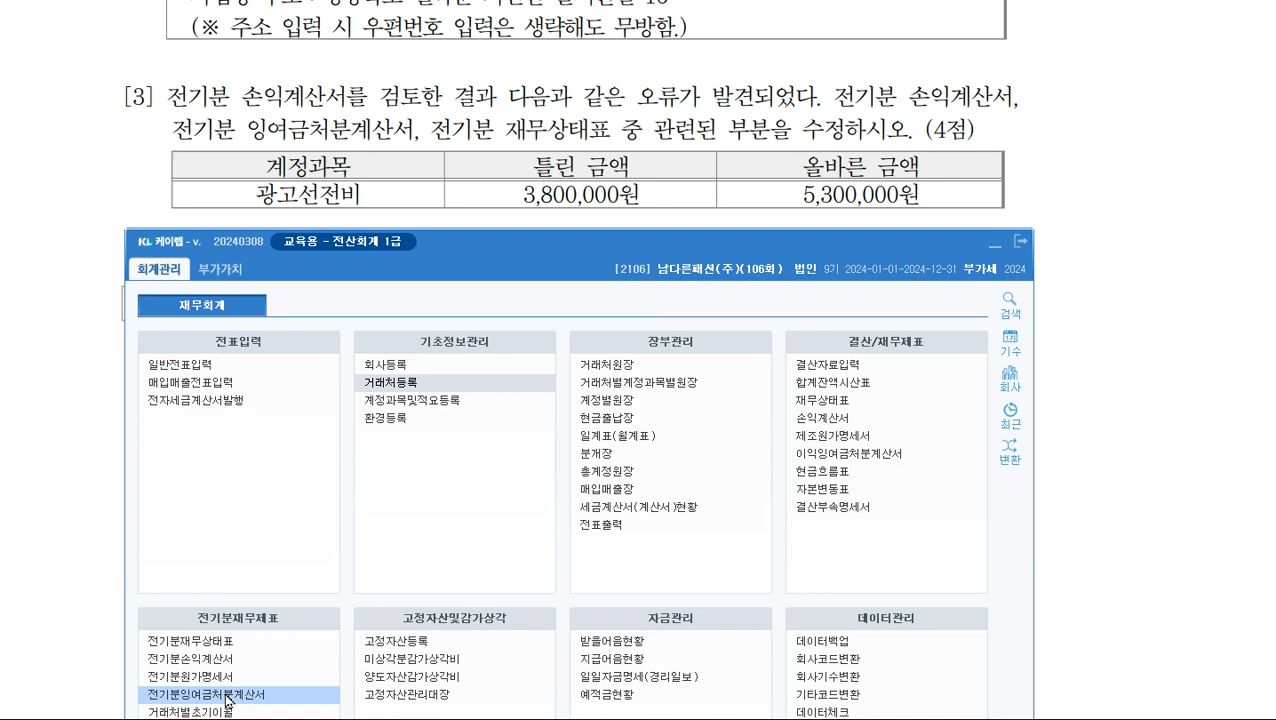 (※ 주소 입력 시 우편번호 입력은 생략해도 무방함.)
[3] 전기분 손익계산서를 검토한 결과 다음과 같은 오류가 발견되었다. 전기분 손익계산서,
전기분 잉여금처분계산서, 전기분 재무상태표 중 관련된 부분을 수정하시오. (4점)
계정과목 틀린 금액 올바른 금액
광고선전비 3,800,000원 5,300,000원
KL 케이렙 - v. 20240308 교육용 - 전산회계 1급
회계관리 부가가치 [2106] 남다른패션(주)(106회) 법인 9기 2024-01-01-2024-12-31 부가세 2024
재무회계
검색
기수
회사
최근
변환
전표입력
일반전표입력
매입매출전표입력
전자세금계산서발행
기초정보관리
회사등록
거래처등록
계정과목및적요등록
환경등록
장부관리
거래처원장
거래처별계정과목별원장
계정별원장
현금출납장
일계표(월계표)
분개장
총계정원장
매입매출장
세금계산서(계산서)현황
전표출력
결산/재무제표
결산자료입력
합계잔액시산표
재무상태표
손익계산서
제조원가명세서
이익잉여금처분계산서
현금흐름표
자본변동표
결산부속명세서
전기분재무제표
전기분재무상태표
전기분손익계산서
전기분원가명세서
전기분잉여금처분계산서
거래처별초기이월
고정자산및감가상각
고정자산등록
미상각분감가상각비
양도자산감가상각비
고정자산관리대장
자금관리
받을어음현황
지급어음현황
일일자금명세(경리일보)
예적금현황
데이터관리
데이터백업
회사코드변환
회사기수변환
기타코드변환
데이터체크